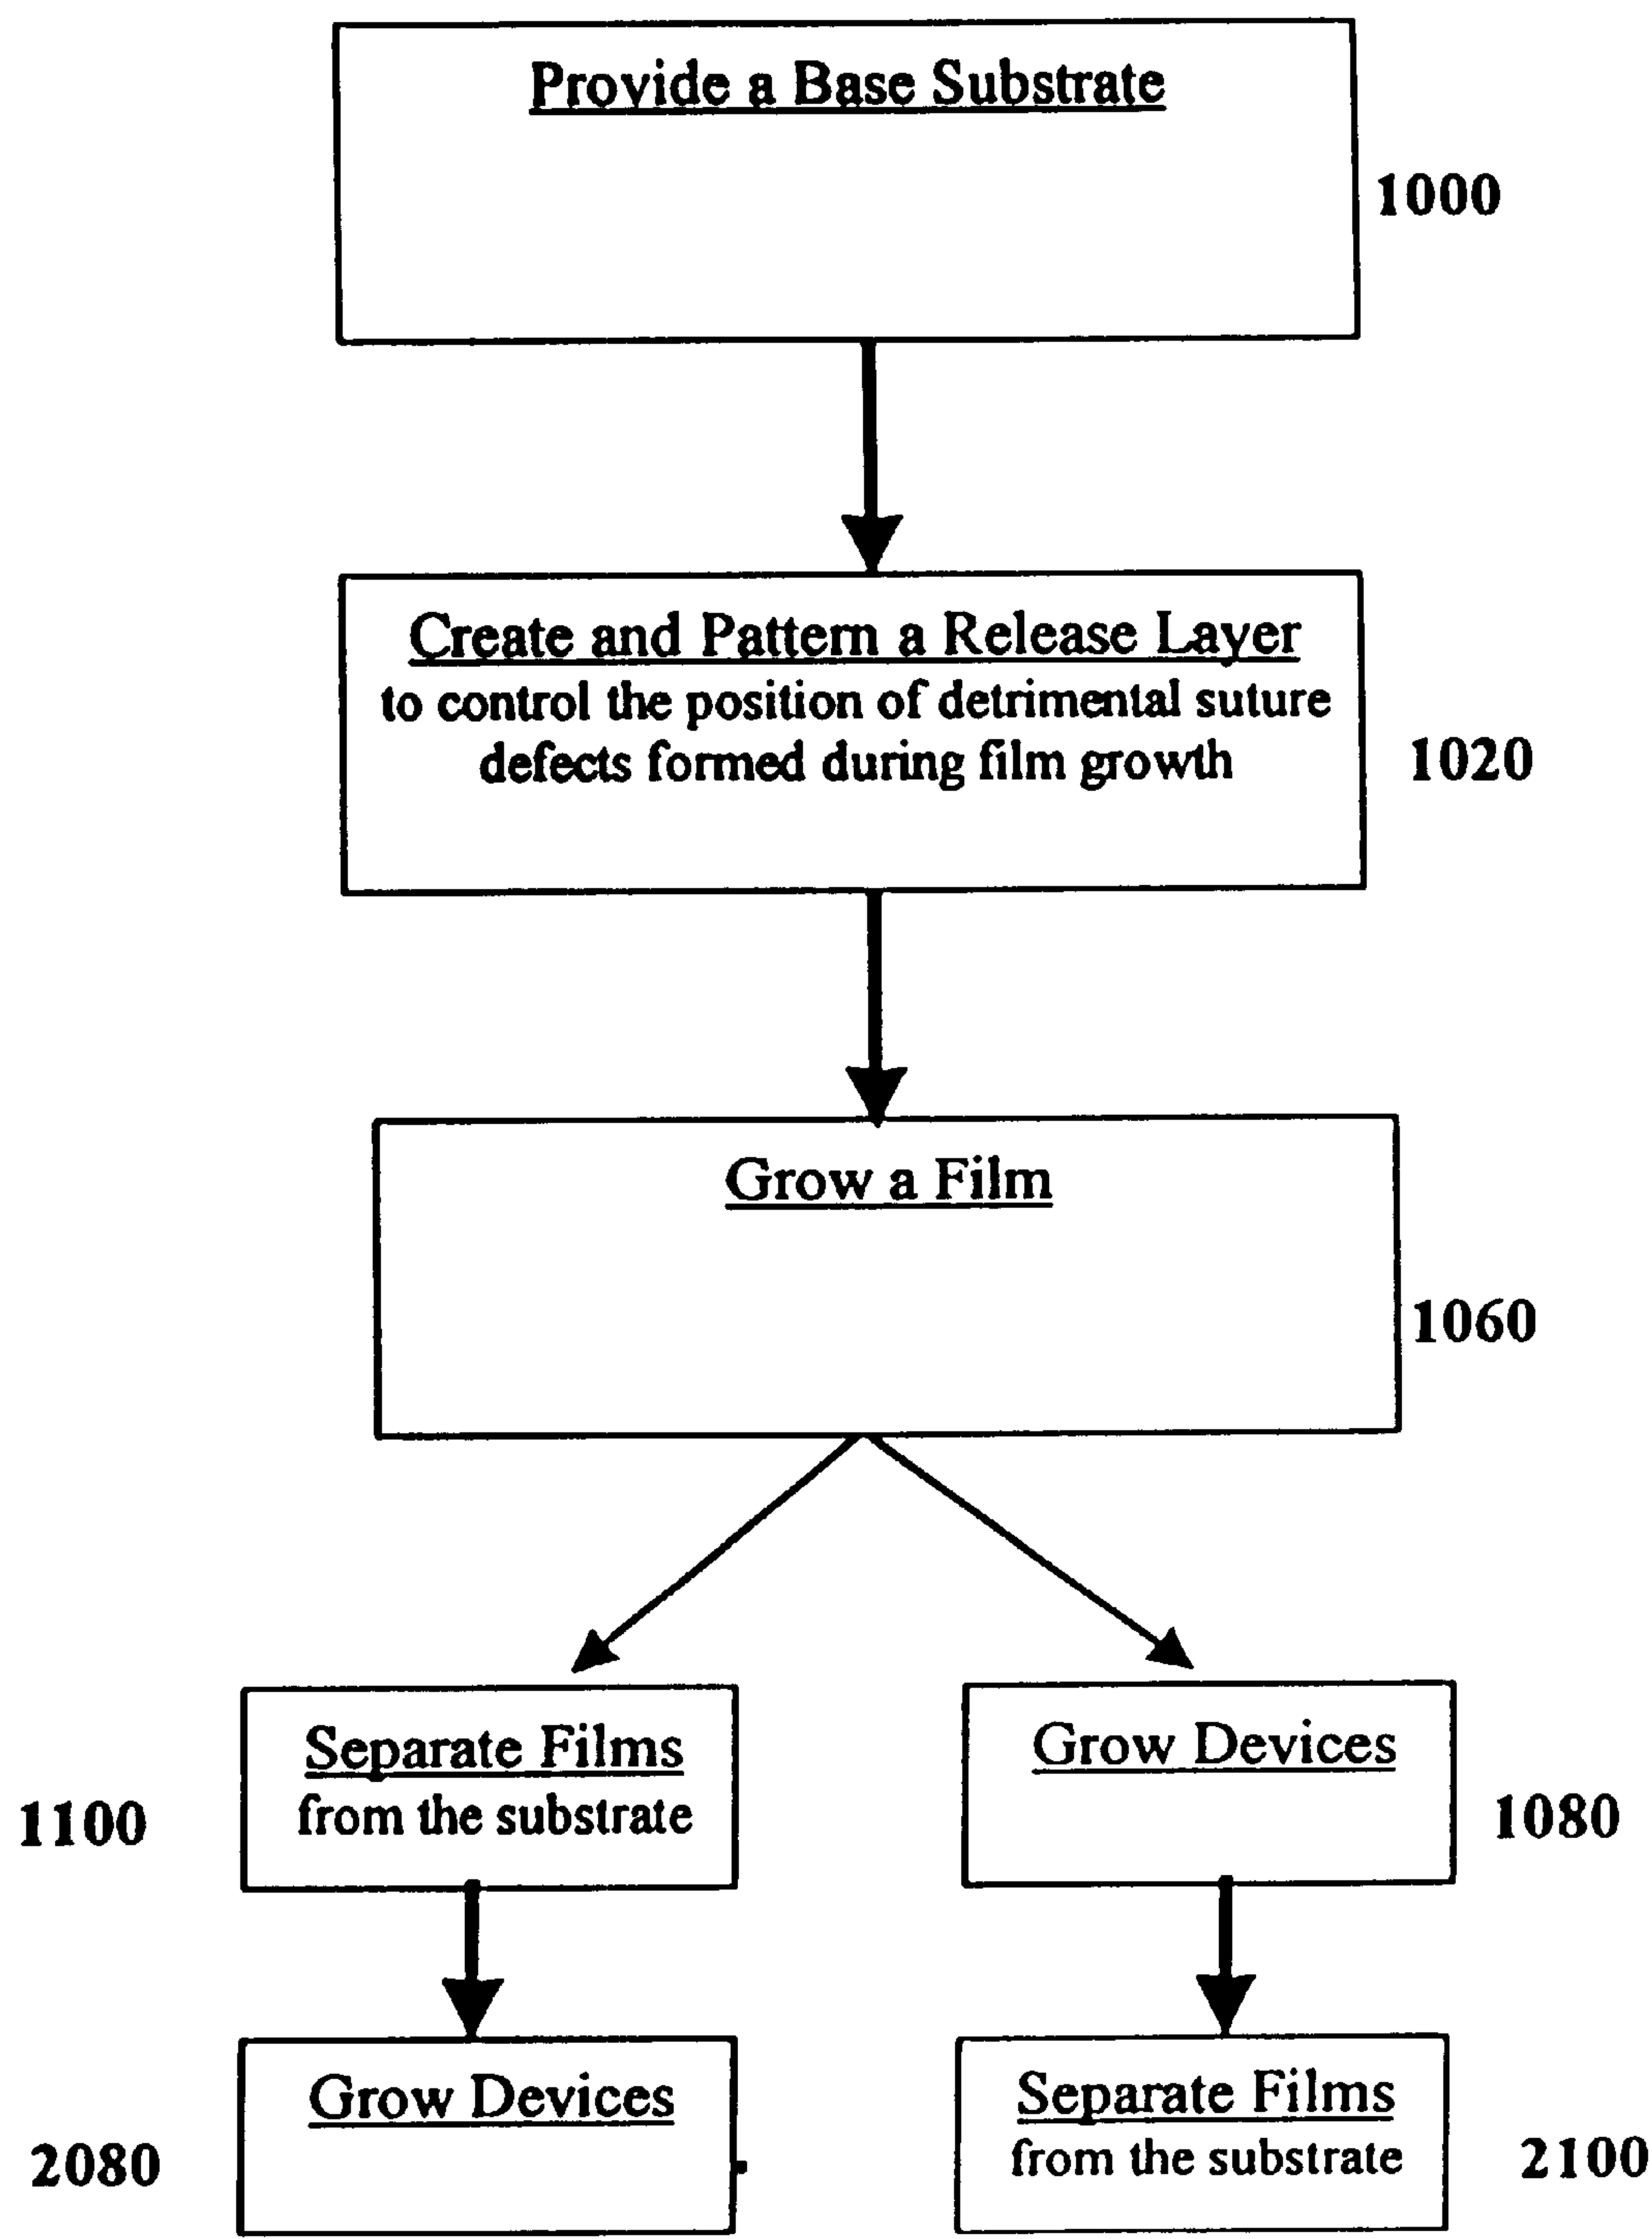 Provide a Base Substrate
1000
Create and Pattern a Release Layer
to control the position of detrimental suture
defects formed during film growth
1020
Grow a Film
1060
Separate Films
from the substrate
1100
Grow Devices
1080
Grow Devices
2080
Separate Films
from the substrate
2100